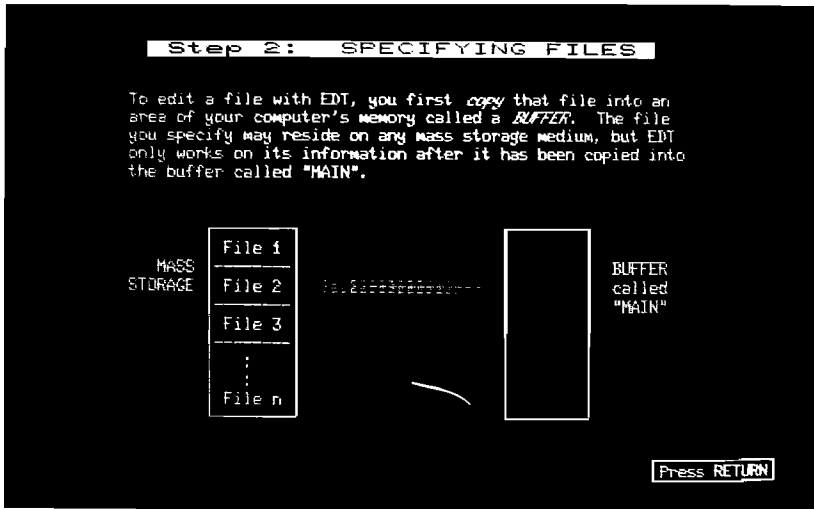 Step 2: SPECIFYING FILES
To edit a file with EDT, you first copy that file into an
area of your computer's memory called a BUFFER. The file
you specify may reside on any mass storage medium, but EDT
only works on its information after it has been copied into
the buffer called "MAIN".
MASS
STORAGE
File 1
File 2
File 3
File n
BUFFER
called
"MAIN"
Press RETURN